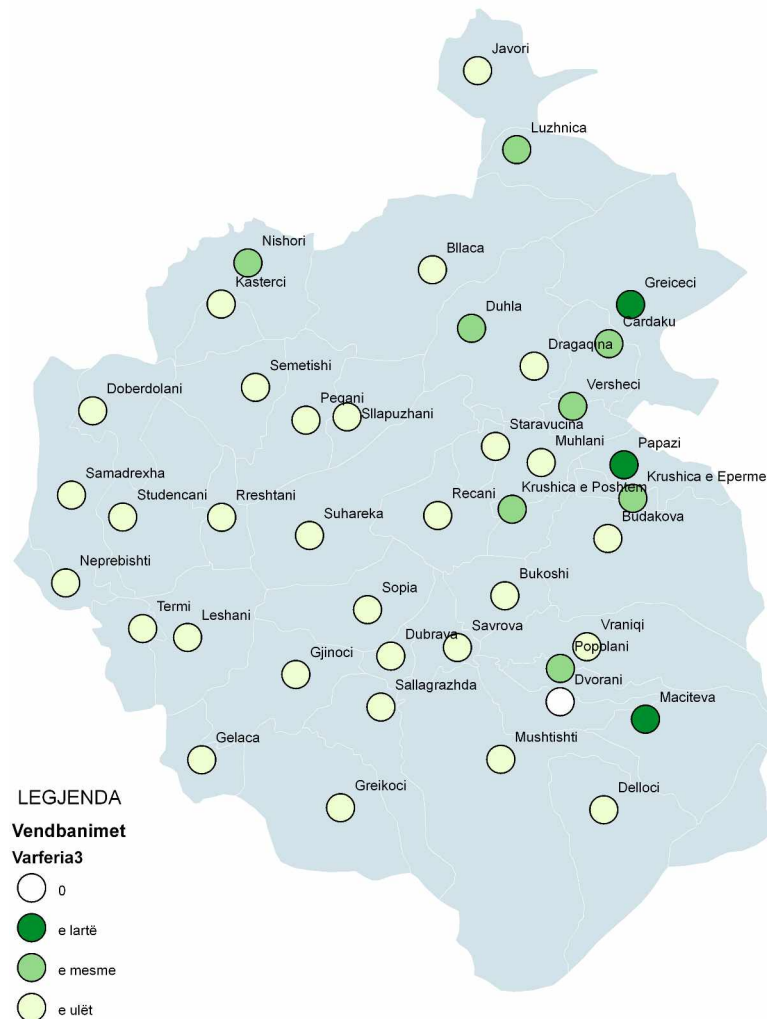 Javori
Luzhnica
Nishori
Bllaca
Kasterci
Greiceci
Duhla
Cardaku
Dragaqina
Semetishi
Doberdolani
Peqani
Versheci
Sllapuzhani
Staravucina
Muhlani
Papazi
Samadrexha
Studencani
Rreshtani
Recani
Krushica e Poshtem
Krushica e Eperme
Suhareka
Budakova
Neprebishti
Bukoshi
Sopia
Termi
Leshani
Dubrava
Savrova
Vraniqi
Popolani
Gjinoci
Dvorani
Sallagrazhda
Maciteva
Gelaca
Mushtishti
Greikoci
Delloci
LEGJENDA
Vendbanimet
Varferia3
0
e lartë
e mesme
e ulët